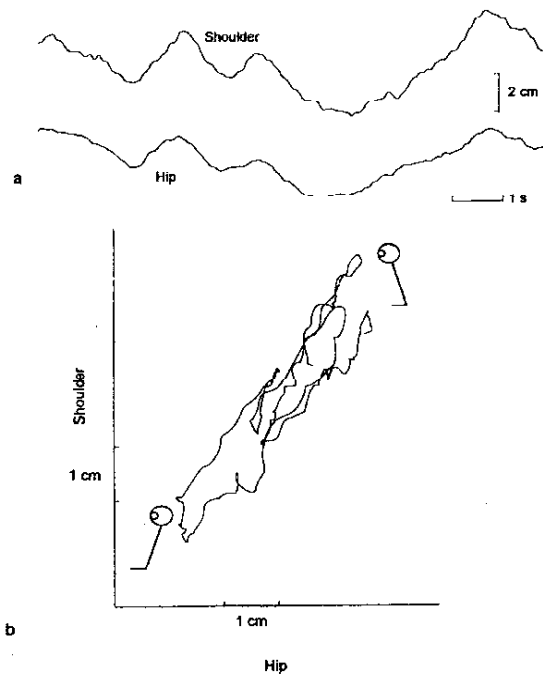 Shoulder
2 cm
Hip
a
1 s
Shoulder
1 cm
1 cm
b
Hip